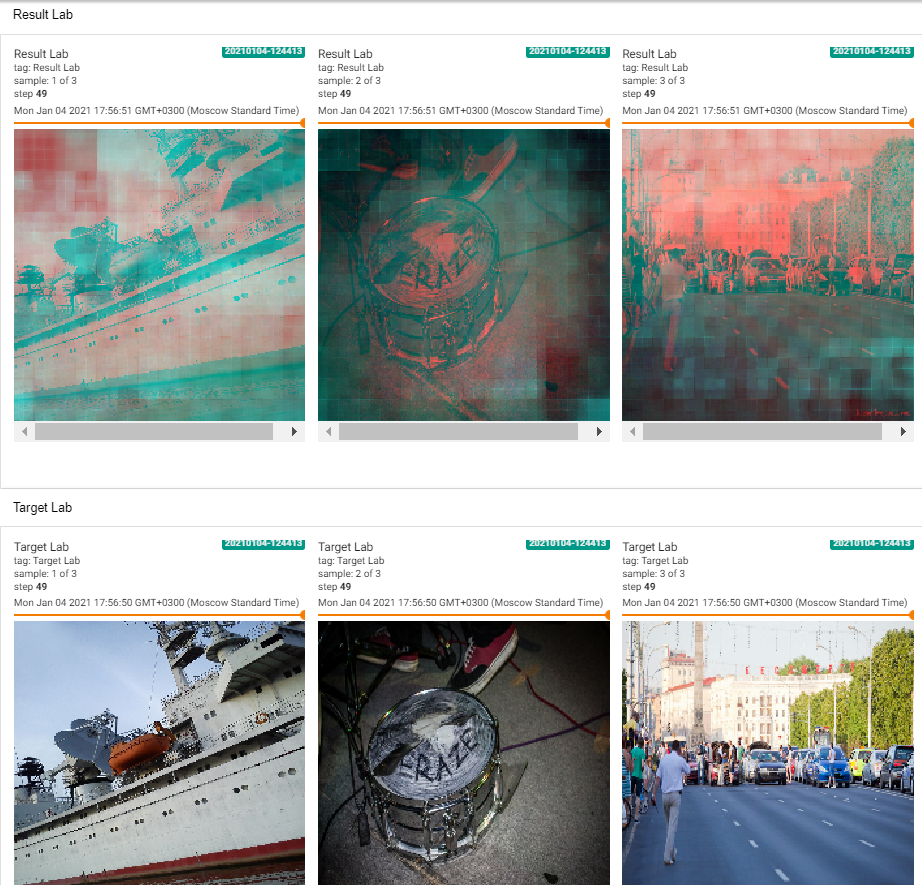 Result Lab
Result Lab
20210104-124413
tag: Result Lab
sample: 1 of 3
step 49
Mon Jan 04 2021 17:56:51 GMT+0300 (Moscow Standard Time)
Result Lab
20210104-124413
tag: Result Lab
sample: 2 of 3
step 49
Mon Jan 04 2021 17:56:51 GMT+0300 (Moscow Standard Time)
Result Lab
20210104-124413
tag: Result Lab
sample: 3 of 3
step 49
Mon Jan 04 2021 17:56:51 GMT+0300 (Moscow Standard Time)
RAZE
Target Lab
Target Lab
20210104-124413
tag: Target Lab
sample: 1 of 3
step 49
Mon Jan 04 2021 17:56:50 GMT+0300 (Moscow Standard Time)
Target Lab
20210104-124413
tag: Target Lab
sample: 2 of 3
step 49
Mon Jan 04 2021 17:56:50 GMT+0300 (Moscow Standard Time)
Target Lab
20210104-124413
tag: Target Lab
sample: 3 of 3
step 49
Mon Jan 04 2021 17:56:50 GMT+0300 (Moscow Standard Time)
RAZE